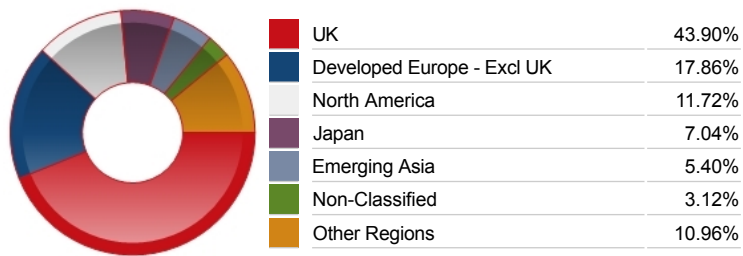 UK 43.90%
Developed Europe - Excl UK 17.86%
North America 11.72%
Japan 7.04%
Emerging Asia 5.40%
Non-Classified 3.12%
Other Regions 10.96%